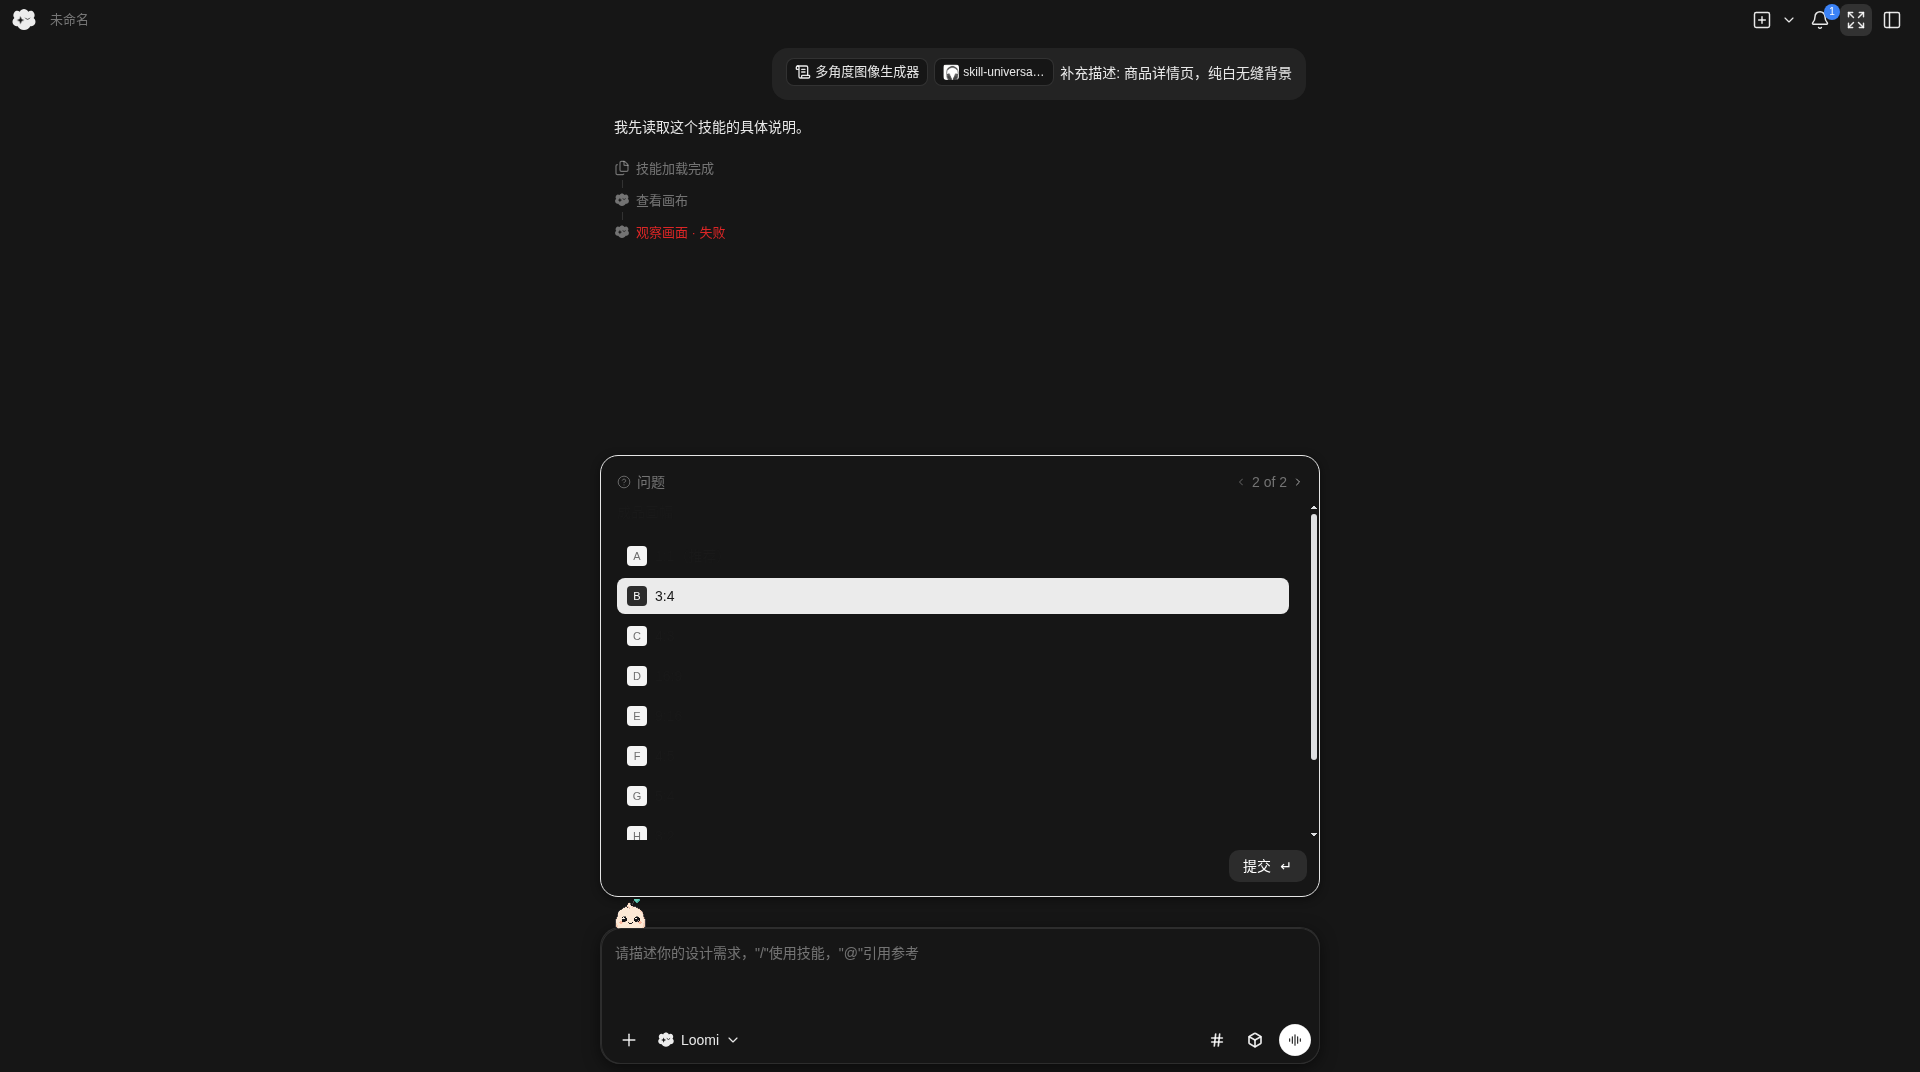 未命名
1
多角度图像生成器 skill-universa... 补充描述: 商品详情页，纯白无缝背景
我先读取这个技能的具体说明。
技能加载完成
查看画布
观察画面 · 失败
问题
2 of 2
A
B 3:4
C
D
E
F
G
H
提交
请描述你的设计需求，"/"使用技能，"@"引用参考
Loomi